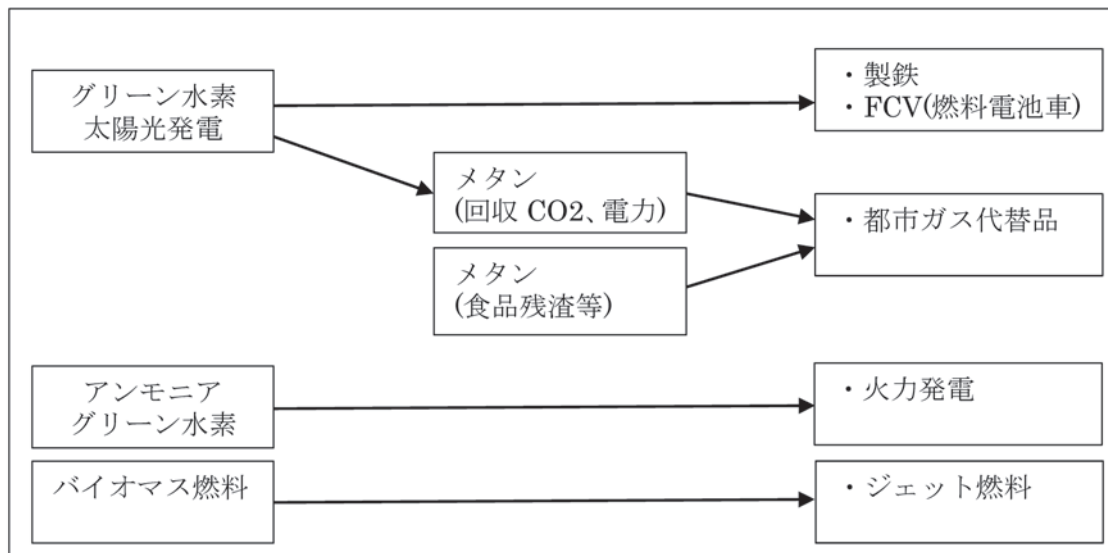 グリーン水素
太陽光発電
・製鉄
・FCV(燃料電池車)
メタン
(回収 CO2、電力)
・都市ガス代替品
メタン
(食品残渣等)
アンモニア
グリーン水素
・火力発電
バイオマス燃料
・ジェット燃料